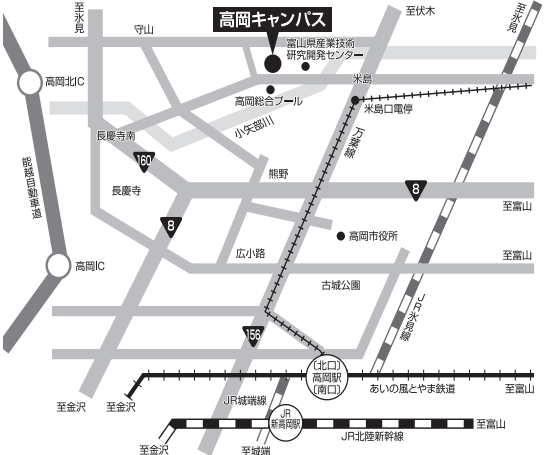 高岡キャンパス
至氷見
守山
至伏木
至氷見
富山県産業技術
研究開発センター
高岡北IC
米島
高岡総合プール
米島口電停
小矢部川
長慶寺南
万葉線
160
能越自動車道
熊野
長慶寺
8
8
至富山
高岡市役所
広小路
至富山
高岡IC
古城公園
JR氷見線
156
〔北口〕
高岡駅
〔南口〕
あいの風とやま鉄道
至富山
至金沢
至金沢
JR城端線
JR
新高岡駅
至富山
JR北陸新幹線
至金沢
至城端